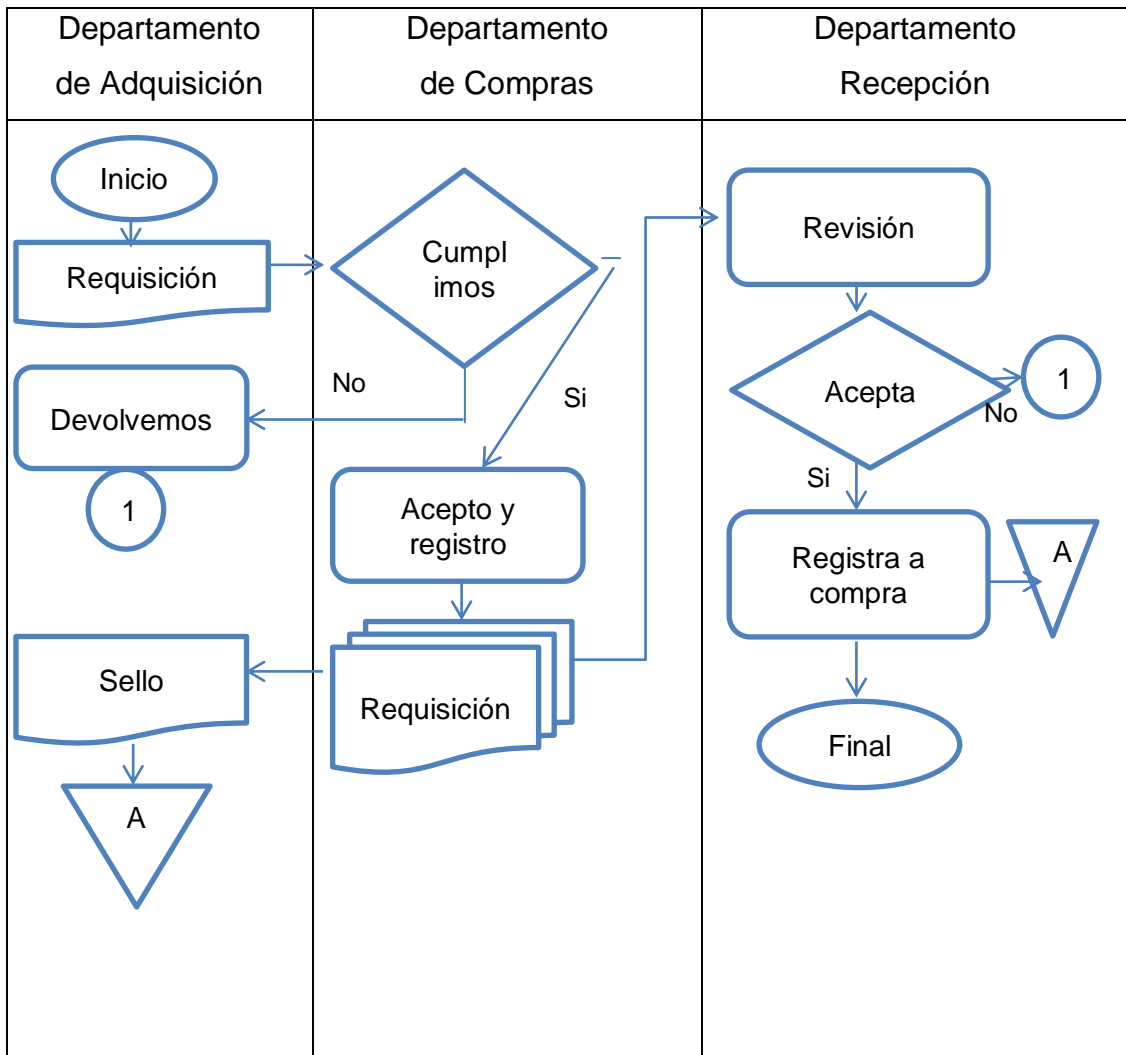 Departamento
de Adquisición
Departamento
de Compras
Departamento
Recepción
Inicio
Requisición
Devolvemos
1
Sello
A
Cumpl
imos
No
Si
Acepto y
registro
Requisición
Revisión
Acepta
No
1
Si
Registra a
compra
A
Final